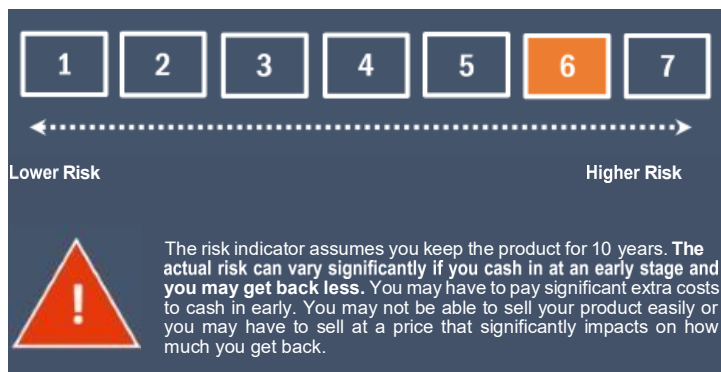 1 2 3 4 5 6 7
Lower Risk Higher Risk
!
The risk indicator assumes you keep the product for 10 years. The
actual risk can vary significantly if you cash in at an early stage and
you may get back less. You may have to pay significant extra costs
to cash in early. You may not be able to sell your product easily or
you may have to sell at a price that significantly impacts on how
much you get back.